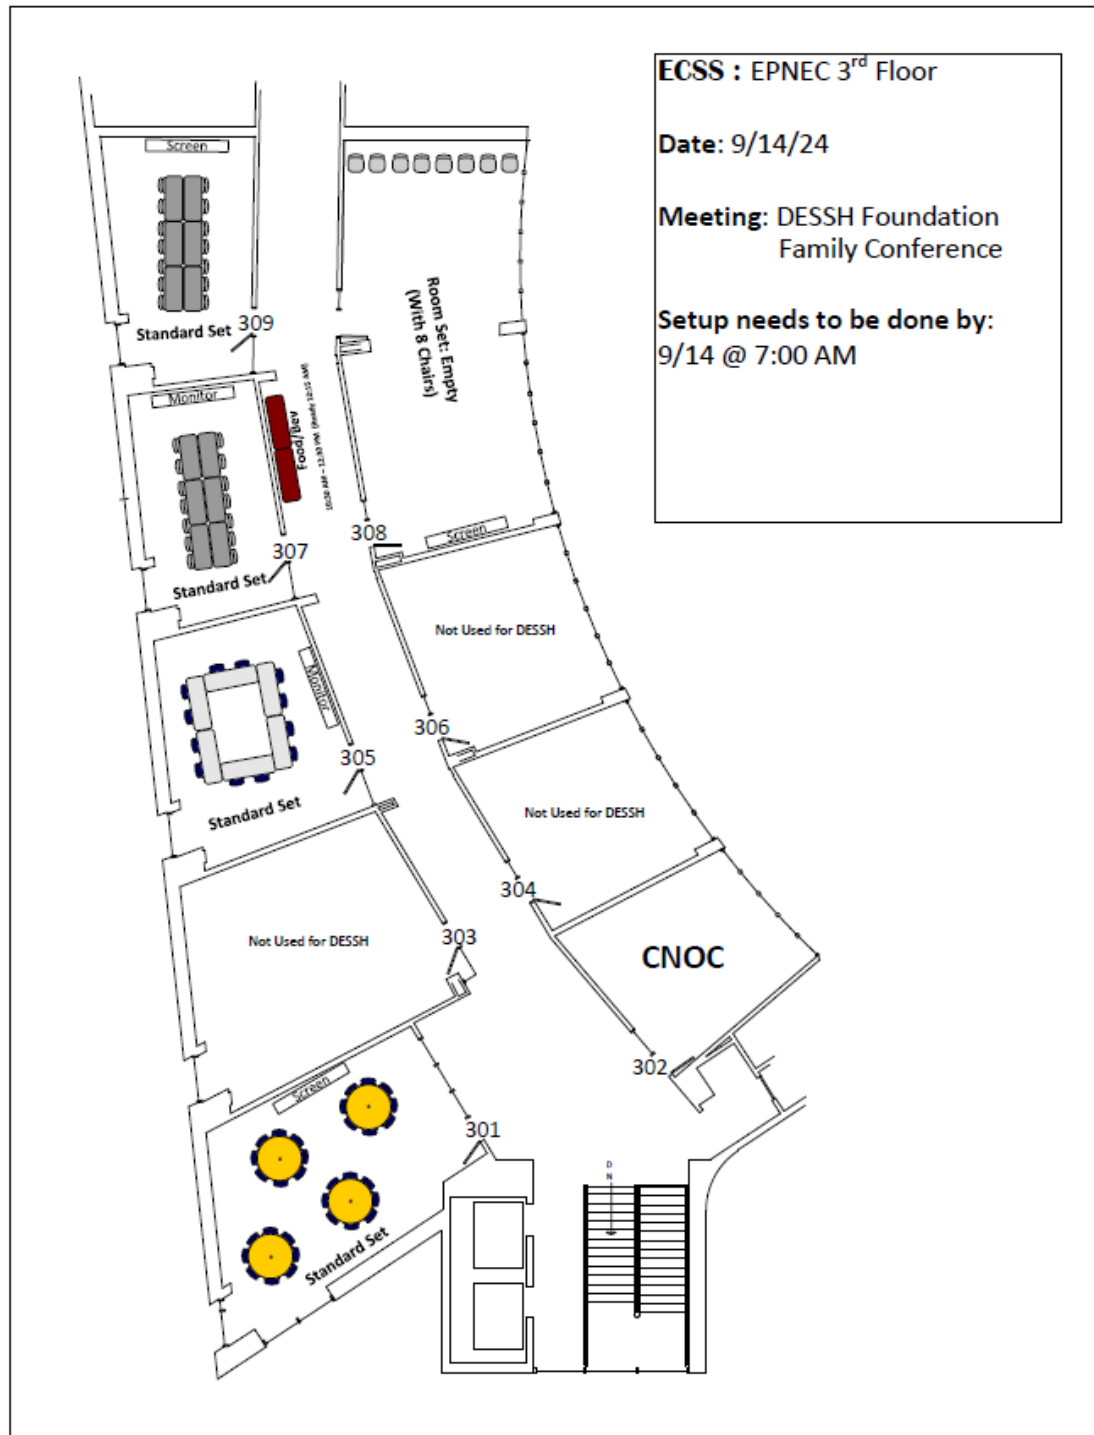 ECSS : EPNEC 3rd Floor
Date: 9/14/24
Meeting: DESSH Foundation
Family Conference
Setup needs to be done by:
9/14 @ 7:00 AM
Screen
Standard Set
309
Room Set: Empty
(With 8 Chairs)
Monitor
Food/Bev
308
Screen
307
Standard Set
Not Used for DESSH
Monitor
306
305
Standard Set
Not Used for DESSH
304
Not Used for DESSH
303
CNOC
302
Screen
301
Standard Set
D
N